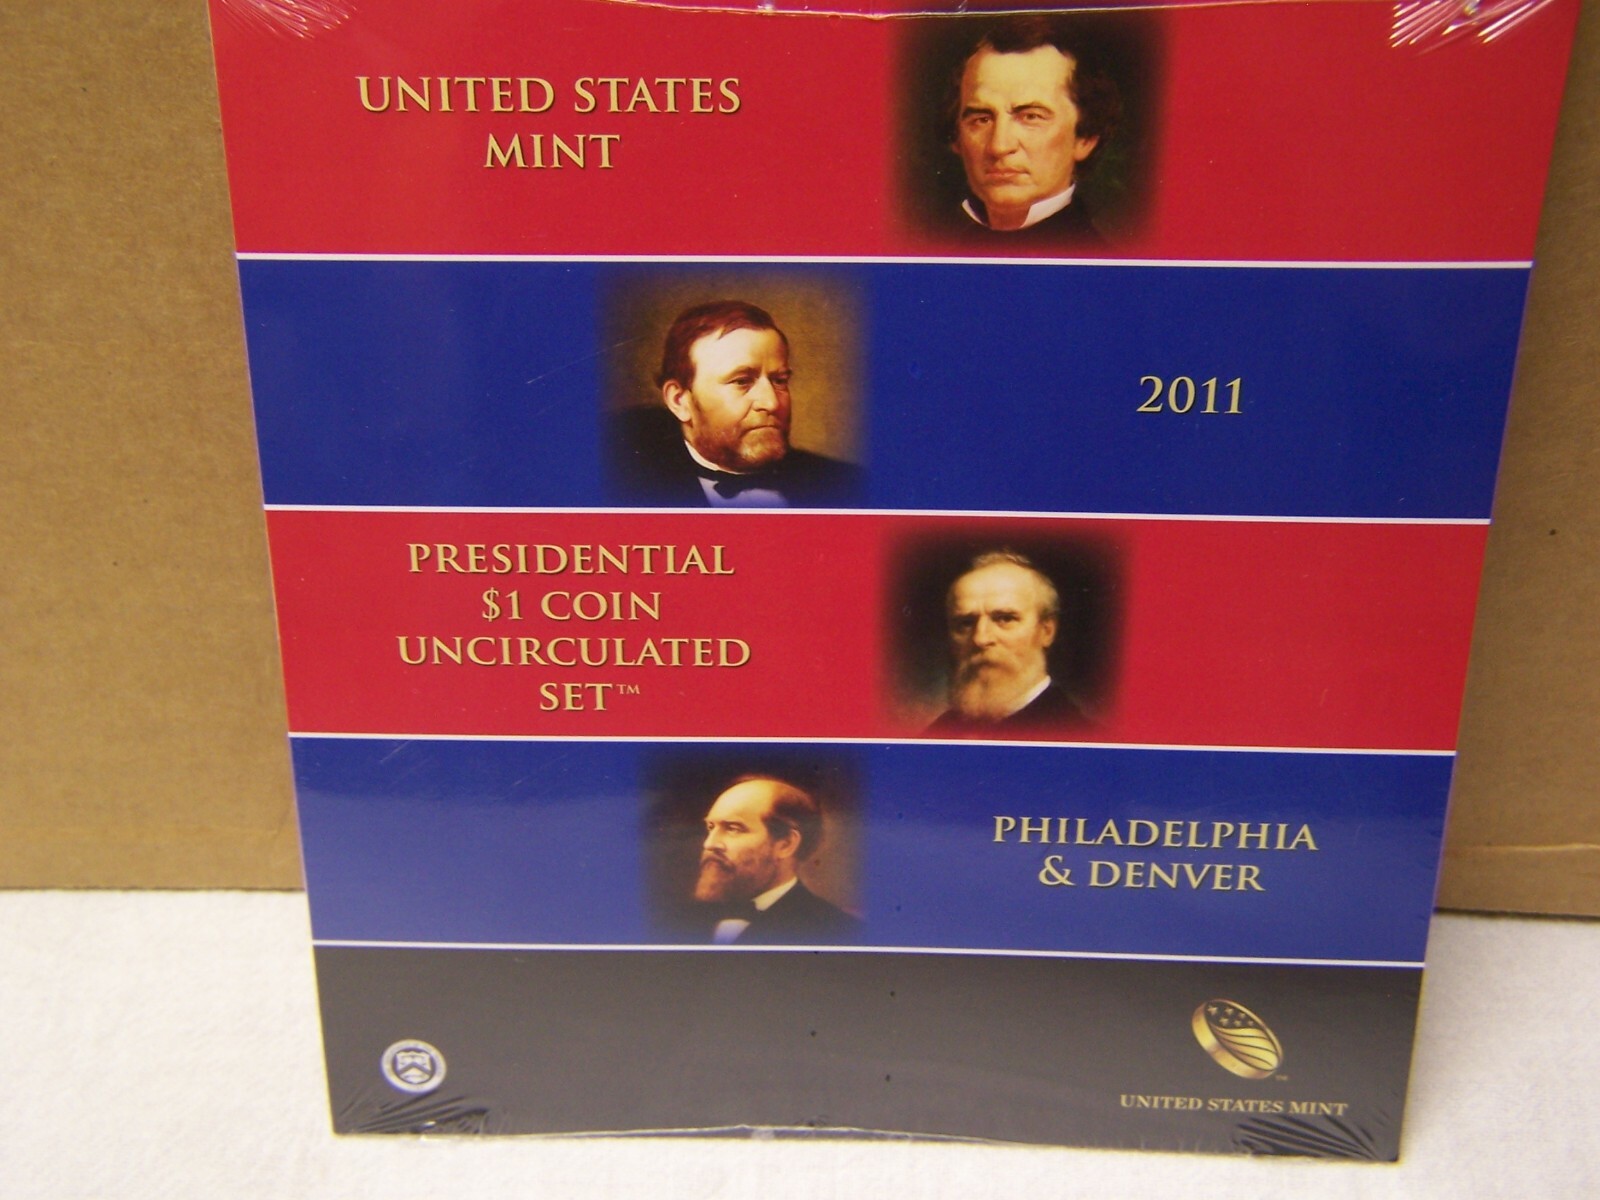 UNITED STATES
MINT
2011
PRESIDENTIAL
$1 COIN
UNCIRCULATED
SET™
PHILADELPHIA
& DENVER
UNITED STATES MINT